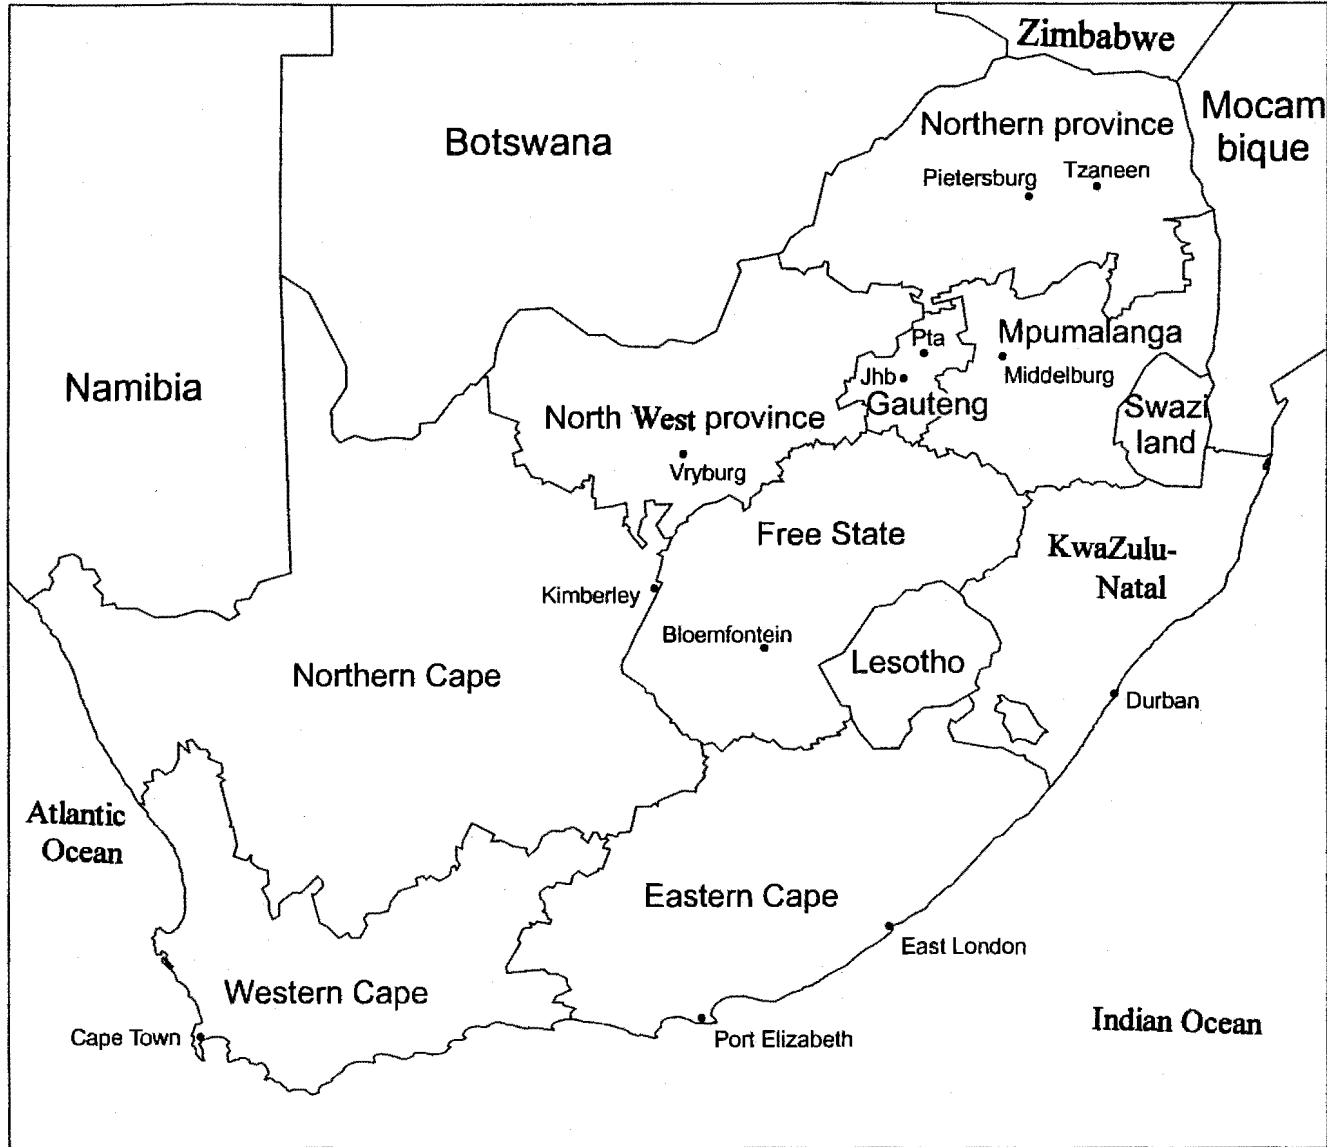 Zimbabwe
Mocam
bique
Northern province
Botswana
Tzaneen
Pietersburg
Mpumalanga
Pta
Middelburg
Jhb
Namibia
Gauteng
Swazi
land
North West province
Vryburg
Free State
KwaZulu-
Natal
Kimberley
Bloemfontein
Lesotho
Northern Cape
Durban
Atlantic
Ocean
Eastern Cape
East London
Western Cape
Indian Ocean
Cape Town
Port Elizabeth